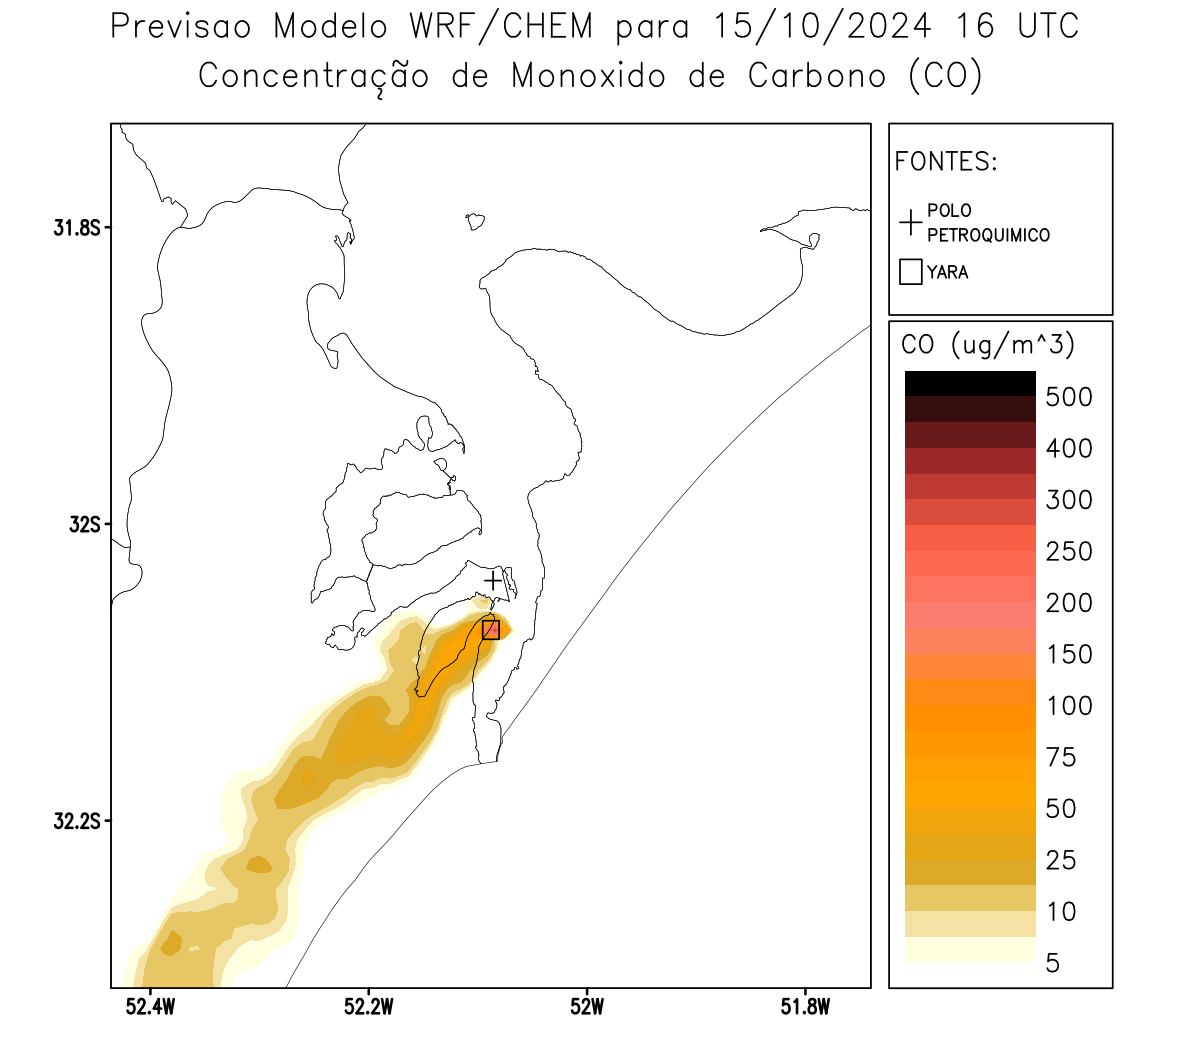 Previsao Modelo WRF/CHEM para 15/10/2024 16 UTC
Concentração de Monoxido de Carbono (CO)
FONTES:
POLO
PETROQUIMICO
YARA
CO (ug/m^3)
500
400
300
250
200
150
100
75
50
25
10
5
31.8S
32S
32.2S
52.4W
52.2W
52W
51.8W